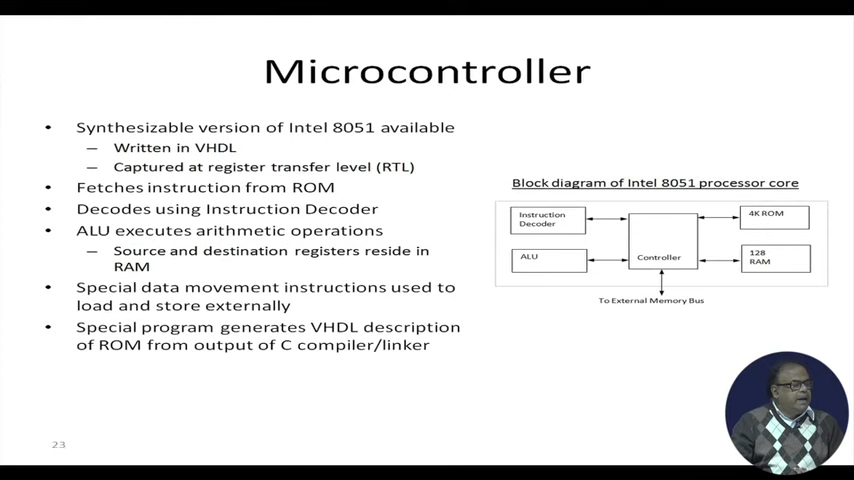 Microcontroller
• Synthesizable version of Intel 8051 available
– Written in VHDL
– Captured at register transfer level (RTL)
• Fetches instruction from ROM
• Decodes using Instruction Decoder
• ALU executes arithmetic operations
– Source and destination registers reside in
RAM
• Special data movement instructions used to
load and store externally
• Special program generates VHDL description
of ROM from output of C compiler/linker
Block diagram of Intel 8051 processor core
Instruction
Decoder
ALU
Controller
4K ROM
128
RAM
To External Memory Bus
23